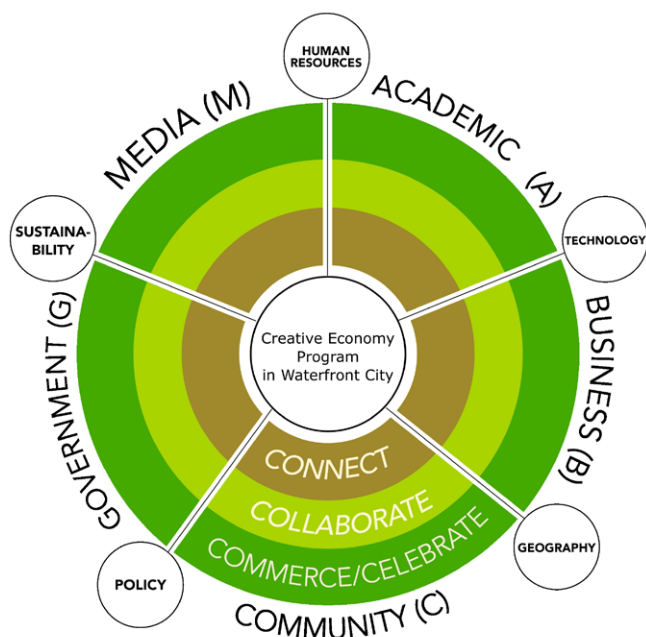 HUMAN
RESOURCES
MEDIA (M)
ACADEMIC (A)
SUSTAINA-
BILITY
TECHNOLOGY
GOVERNMENT (G)
BUSINESS (B)
Creative Economy
Program
in Waterfront City
CONNECT
COLLABORATE
COMMERCE/CELEBRATE
POLICY
GEOGRAPHY
COMMUNITY (C)